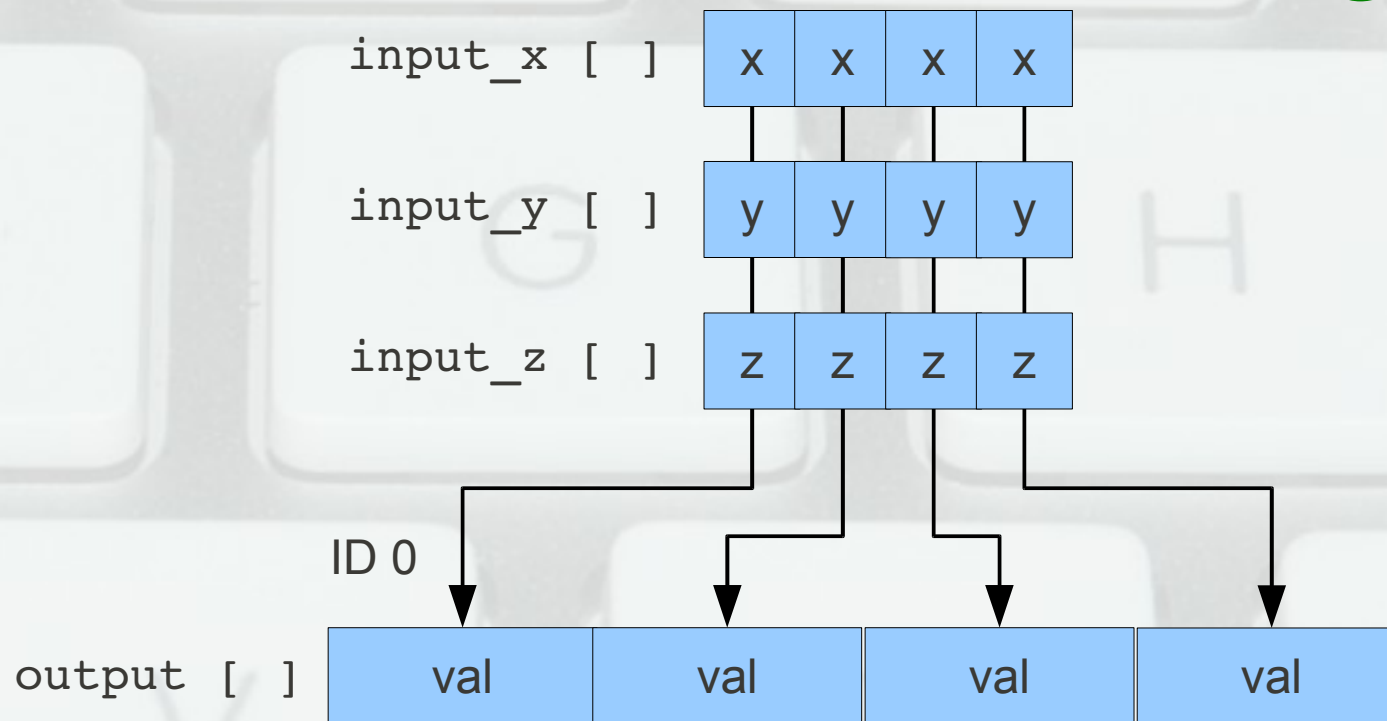 input_x [ ] x x x x
input_y [ ] y y y y
G H
input_z [ ] z z z z
ID 0
output [ ] val val val val